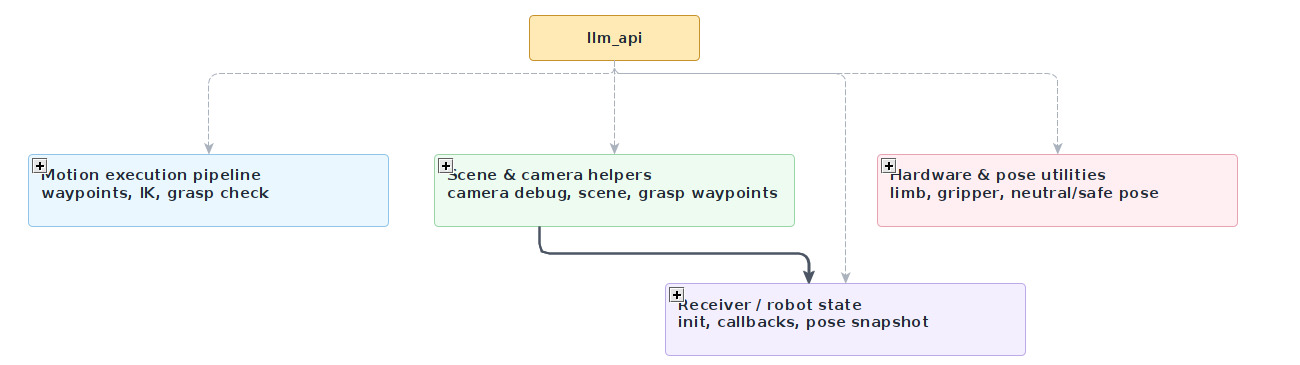 llm_api
Motion execution pipeline
waypoints, IK, grasp check
Scene & camera helpers
camera debug, scene, grasp waypoints
Hardware & pose utilities
limb, gripper, neutral/safe pose
Receiver / robot state
init, callbacks, pose snapshot